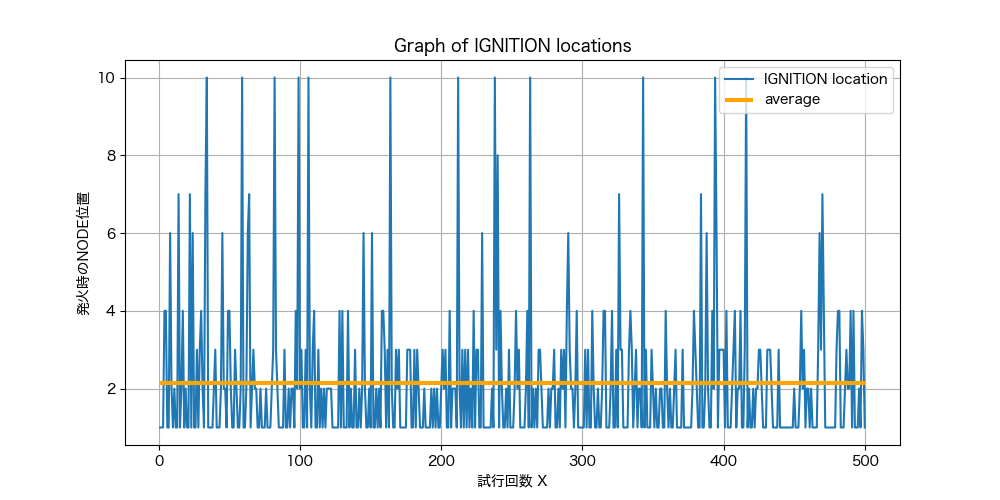 Graph of IGNITION locations
IGNITION location
average
10
8
6
4
2
発火時のNODE位置
0
100
200
300
400
500
試行回数 X